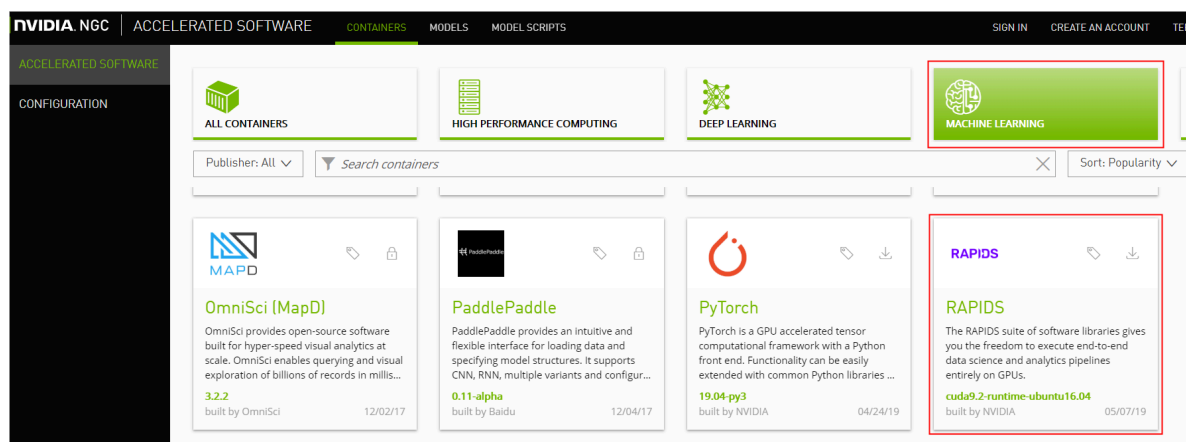 NVIDIA. NGC
ACCELERATED SOFTWARE
CONTAINERS
MODELS
MODEL SCRIPTS
SIGN IN
CREATE AN ACCOUNT
ACCELERATED SOFTWARE
CONFIGURATION
ALL CONTAINERS
HIGH PERFORMANCE COMPUTING
DEEP LEARNING
MACHINE LEARNING
Publisher: All
Search containers
Sort: Popularity
MAPD
OmniSci (MapD)
OmniSci provides open-source software
built for hyper-speed visual analytics at
scale. OmniSci enables querying and visual
exploration of billions of records in millis...
3.2.2
built by OmniSci
12/02/17
PaddlePaddle
PaddlePaddle
PaddlePaddle provides an intuitive and
flexible interface for loading data and
specifying model structures. It supports
CNN, RNN, multiple variants and configur...
0.11-alpha
built by Baidu
12/04/17
PyTorch
PyTorch is a GPU accelerated tensor
computational framework with a Python
front end. Functionality can be easily
extended with common Python libraries ...
19.04-py3
built by NVIDIA
04/24/19
RAPIDS
RAPIDS
The RAPIDS suite of software libraries gives
you the freedom to execute end-to-end
data science and analytics pipelines
entirely on GPUs.
cuda9.2-runtime-ubuntu16.04
built by NVIDIA
05/07/19